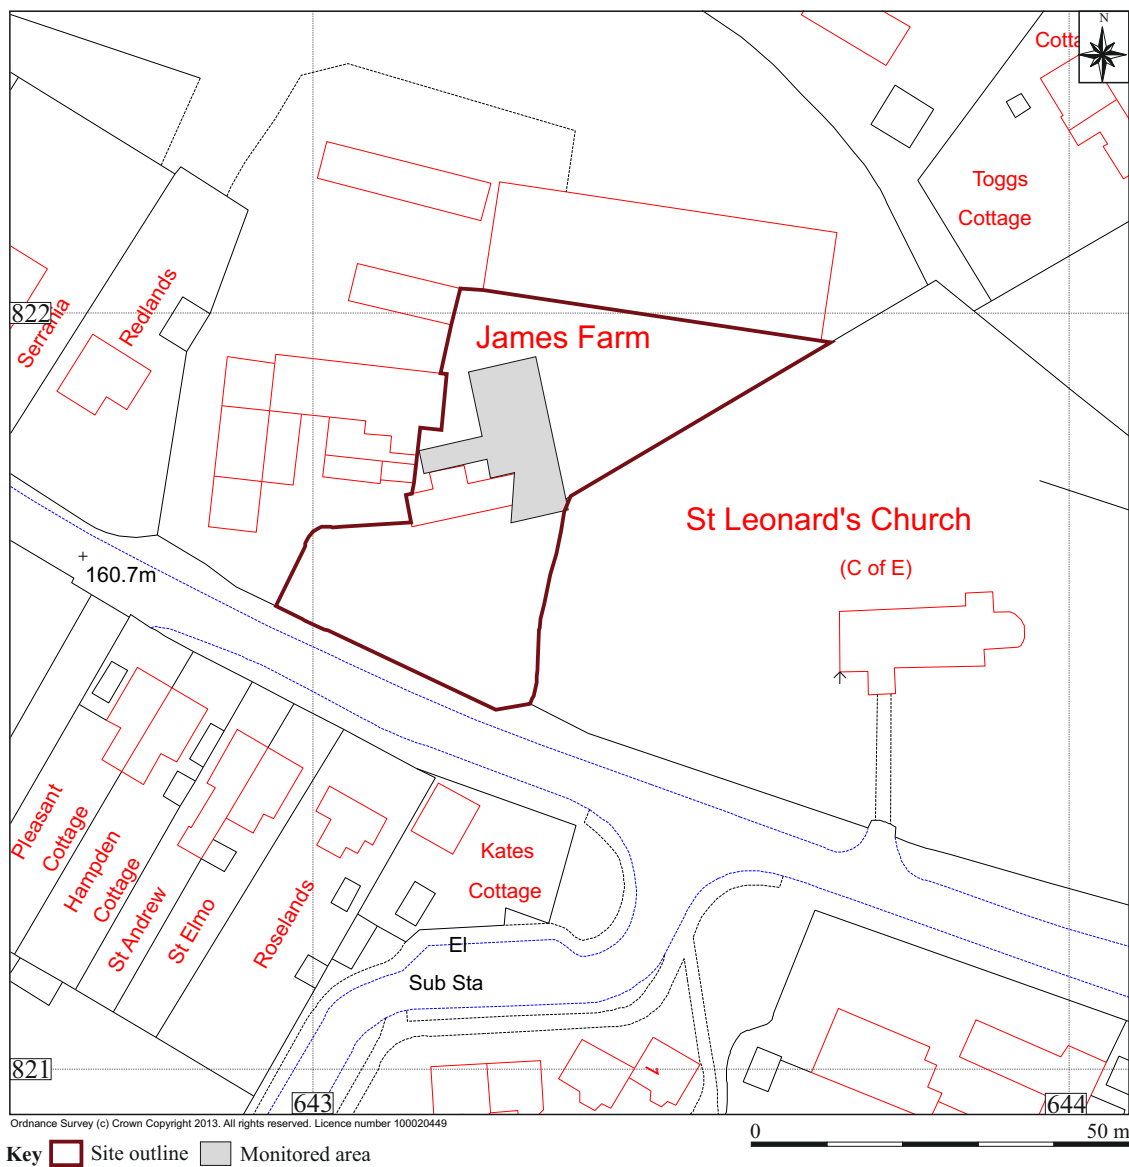 N
Cotta
Toggs
Cottage
822
Serrania
Redlands
James Farm
St Leonard's Church
(C of E)
160.7m
Pleasant
Cottage
Hampden
Cottage
St Andrew
St Elmo
Roselands
Kates
Cottage
El
Sub Sta
1
821
643
644
Ordnance Survey (c) Crown Copyright 2013. All rights reserved. Licence number 100020449
0 50 m
Key Site outline Monitored area